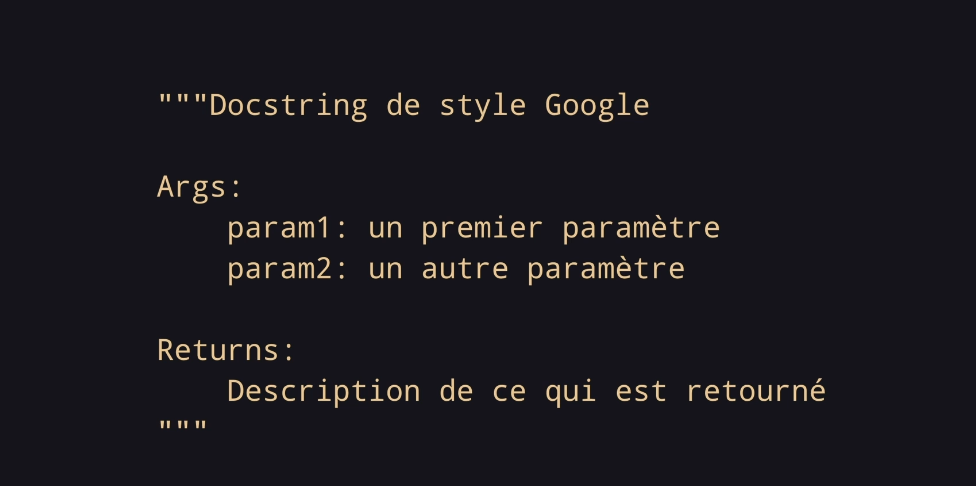 """Docstring de style Google
Args:
param1: un premier paramètre
param2: un autre paramètre
Returns:
Description de ce qui est retourné
"""